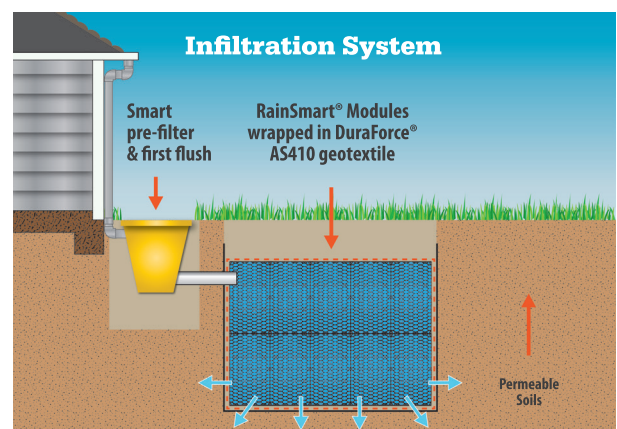 Infiltration System
Smart
pre-filter
& first flush
RainSmart® Modules
wrapped in DuraForce®
AS410 geotextile
Permeable
Soils